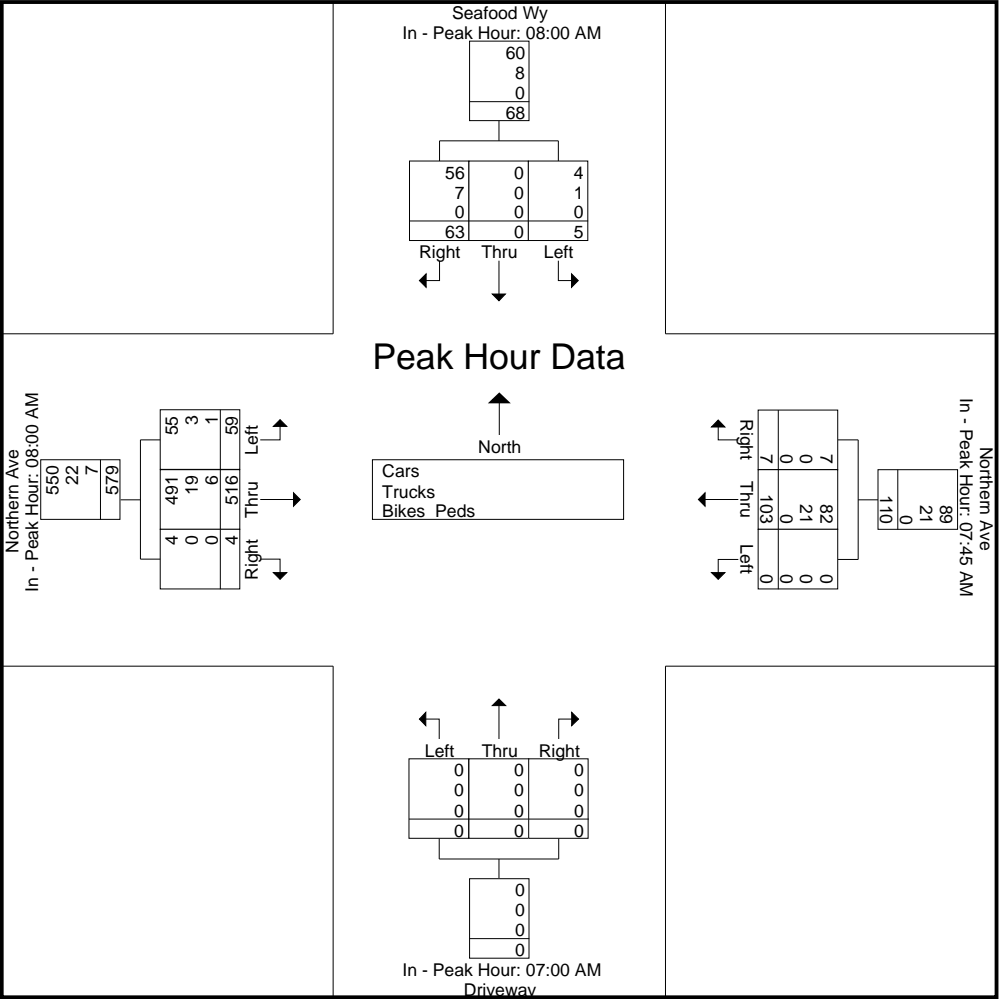 Seafood Wy
In - Peak Hour: 08:00 AM
60
8
0
68
56 0 4
7 0 1
0 0 0
63 0 5
Right Thru Left
Peak Hour Data
North
Cars
Trucks
Bikes Peds
Northern Ave
In - Peak Hour: 08:00 AM
550
22
7
579
55 3 1 59
Left
491 19 6 516
Thru
4 0 0 4
Right
Northern Ave
In - Peak Hour: 07:45 AM
89
21
0
110
Right
7 0 0 7
Thru
103 0 21 82
Left
0 0 0 0
Left Thru Right
0 0 0
0 0 0
0 0 0
0 0 0
0
0
0
0
In - Peak Hour: 07:00 AM
Driveway